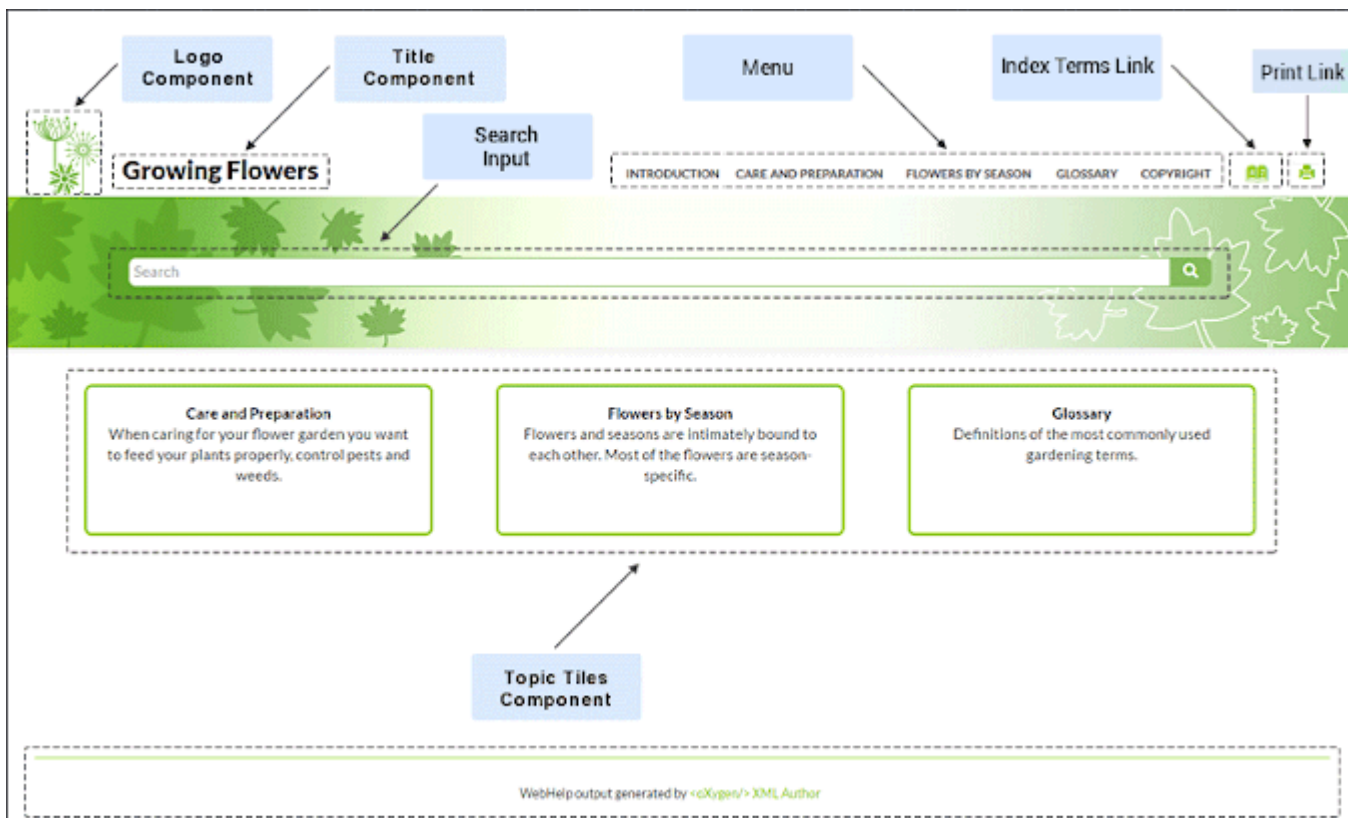 Logo
Component
Title
Component
Menu
Index Terms Link
Print Link
Search
Input
Growing Flowers
INTRODUCTION CARE AND PREPARATION FLOWERS BY SEASON GLOSSARY COPYRIGHT
Search
Care and Preparation
When caring for your flower garden you want
to feed your plants properly, control pests and
weeds.
Flowers by Season
Flowers and seasons are intimately bound to
each other. Most of the flowers are season-
specific.
Glossary
Definitions of the most commonly used
gardening terms.
Topic Tiles
Component
WebHelp output generated by <oXygen/> XML Author